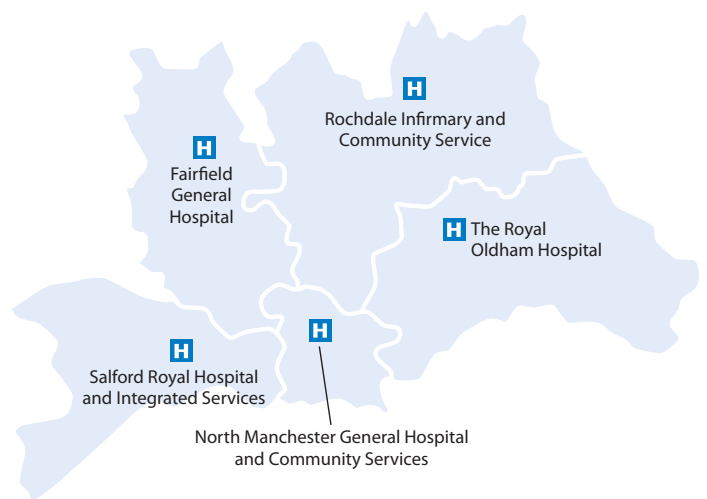 H
Rochdale Infirmary and
Community Service
H
Fairfield
General
Hospital
H
The Royal
Oldham Hospital
H
H
Salford Royal Hospital
and Integrated Services
North Manchester General Hospital
and Community Services